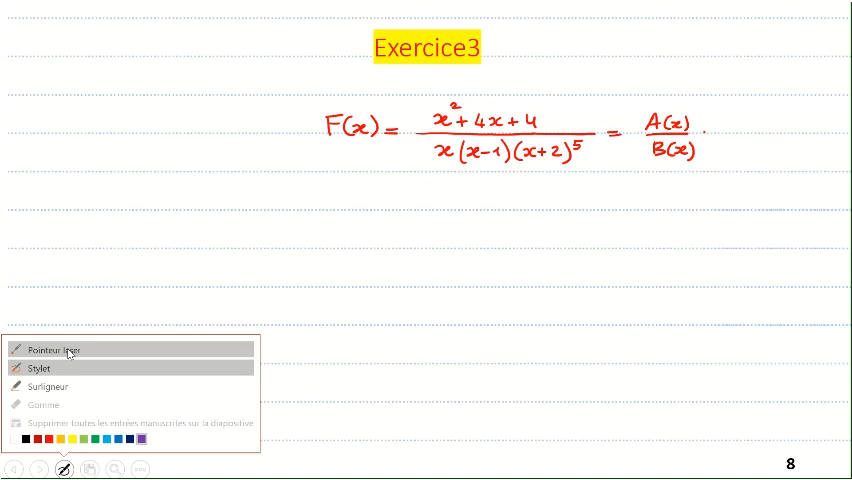 Exercice3
F(x) = x²+4x+4 / x(x-1)(x+2)⁵ = A(x) / B(x).
Pointeur laser
Stylet
Surligneur
Gomme
Supprimer toutes les entrées manuscrites sur la diapositive
8